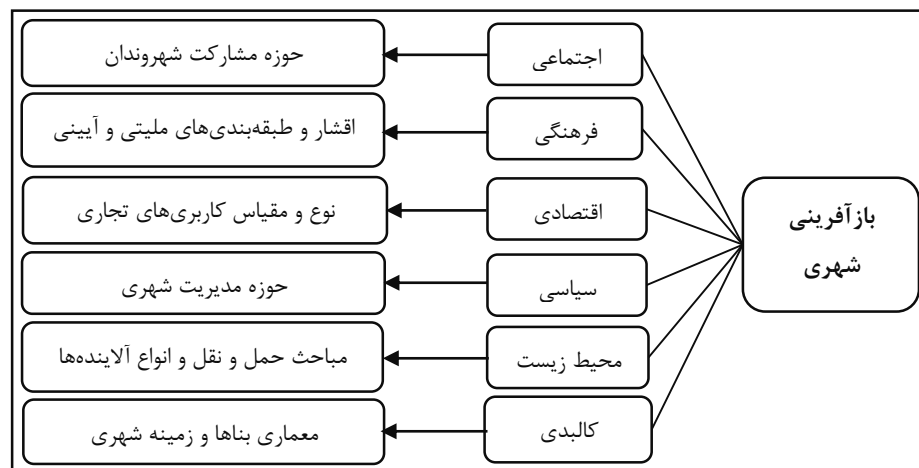 بازآفرینی
شهری
اجتماعی
حوزه مشارکت شهروندان
فرهنگی
اقشار و طبقه‌بندی‌های ملیتی و آیینی
اقتصادی
نوع و مقیاس کاربری‌های تجاری
سیاسی
حوزه مدیریت شهری
محیط زیست
مباحث حمل و نقل و انواع آلاینده‌ها
کالبدی
معماری بناها و زمینه شهری